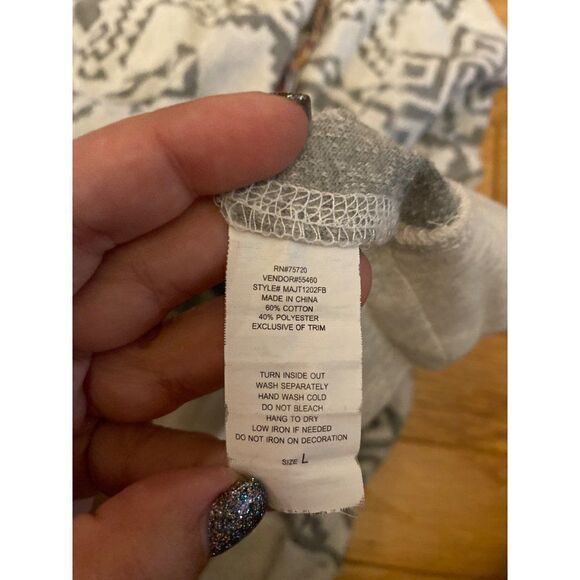 RN#75720
VENDOR#55460
STYLE# MAJT1202FB
MADE IN CHINA
60% COTTON
40% POLYESTER
EXCLUSIVE OF TRIM
TURN INSIDE OUT
WASH SEPARATELY
HAND WASH COLD
DO NOT BLEACH
HANG TO DRY
LOW IRON IF NEEDED
DO NOT IRON ON DECORATION
SIZE L